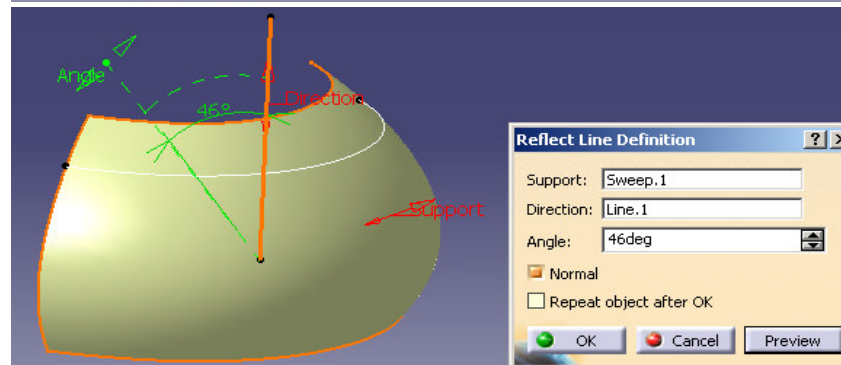 Angle
46°
Direction
Support
Reflect Line Definition
?
Support: Sweep.1
Direction: Line.1
Angle: 46deg
Normal
Repeat object after OK
OK Cancel Preview